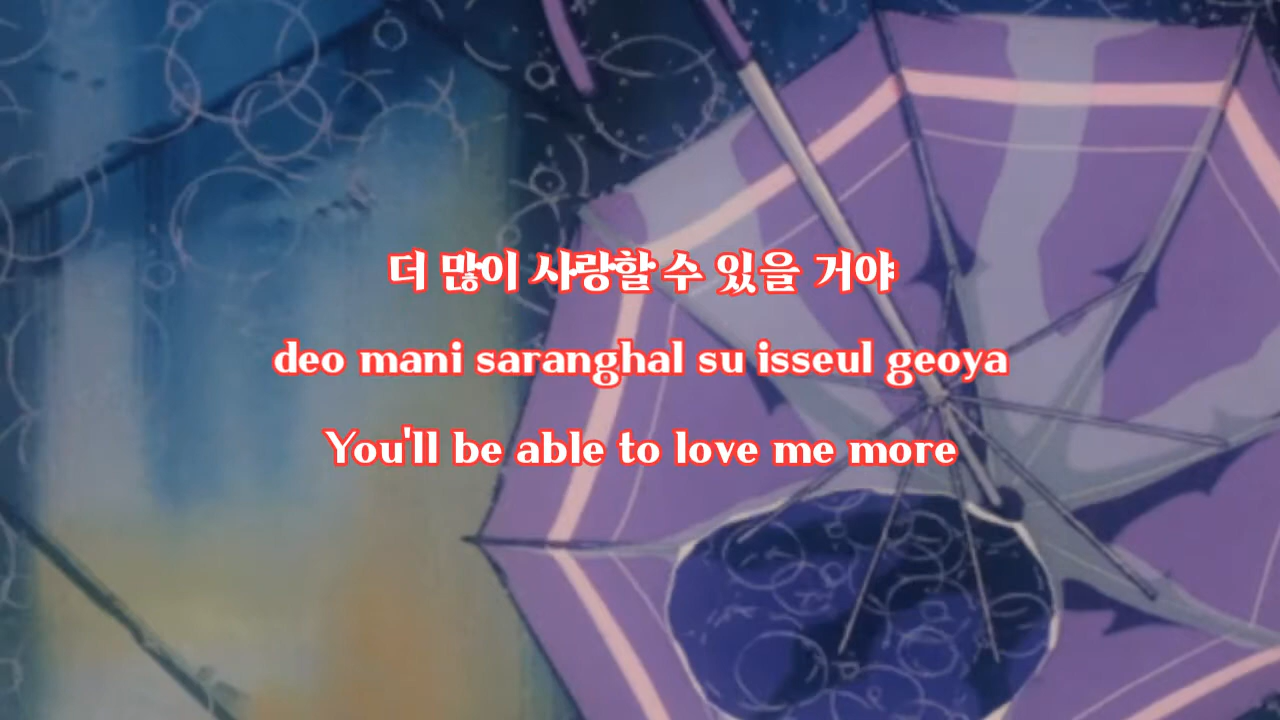 더 많이 사랑할 수 있을 거야
deo mani saranghal su isseul geoya
You'll be able to love me more